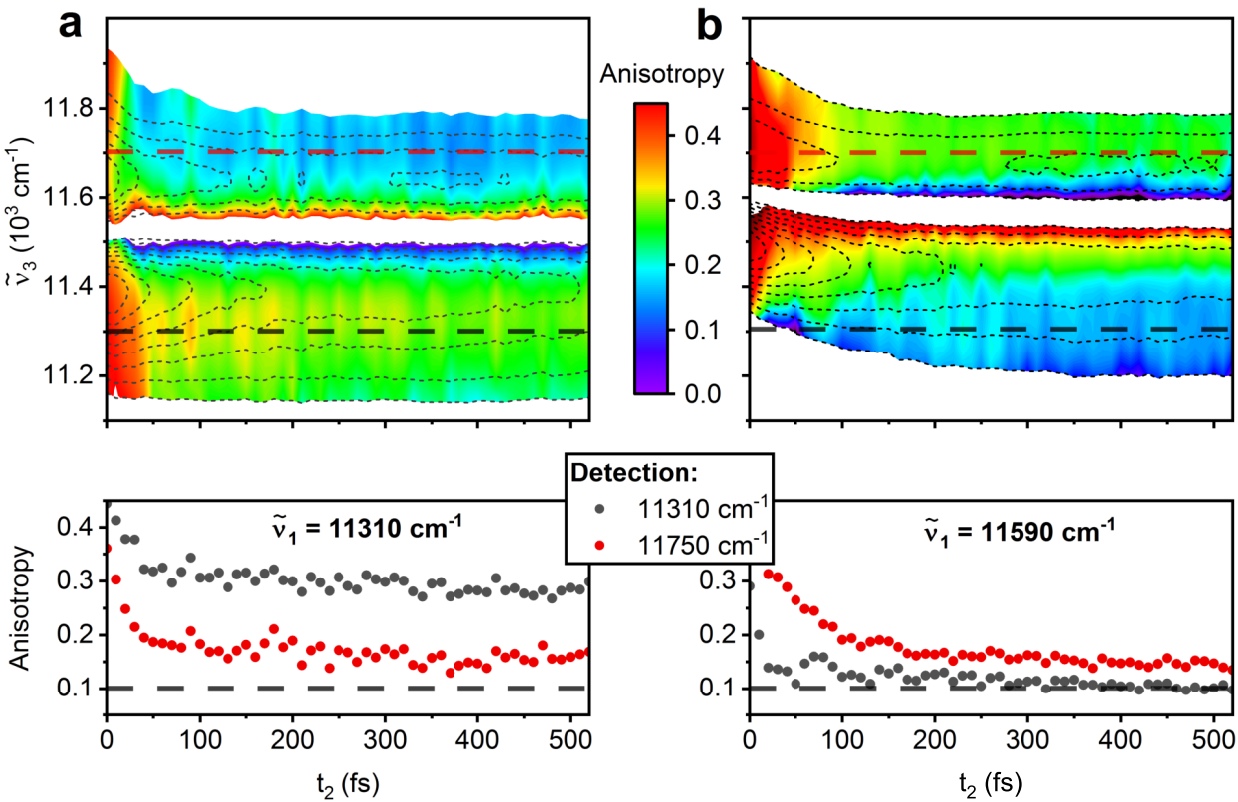 a
b
Anisotropy
11.8
11.6
11.4
11.2
ṽ3 (10³ cm⁻¹)
0.4
0.3
0.2
0.1
0.0
Detection:
11310 cm⁻¹
11750 cm⁻¹
ṽ1 = 11310 cm⁻¹
ṽ1 = 11590 cm⁻¹
0.4
0.3
0.2
0.1
Anisotropy
0.3
0.2
0.1
0 100 200 300 400 500
0 100 200 300 400 500
t2 (fs)
t2 (fs)